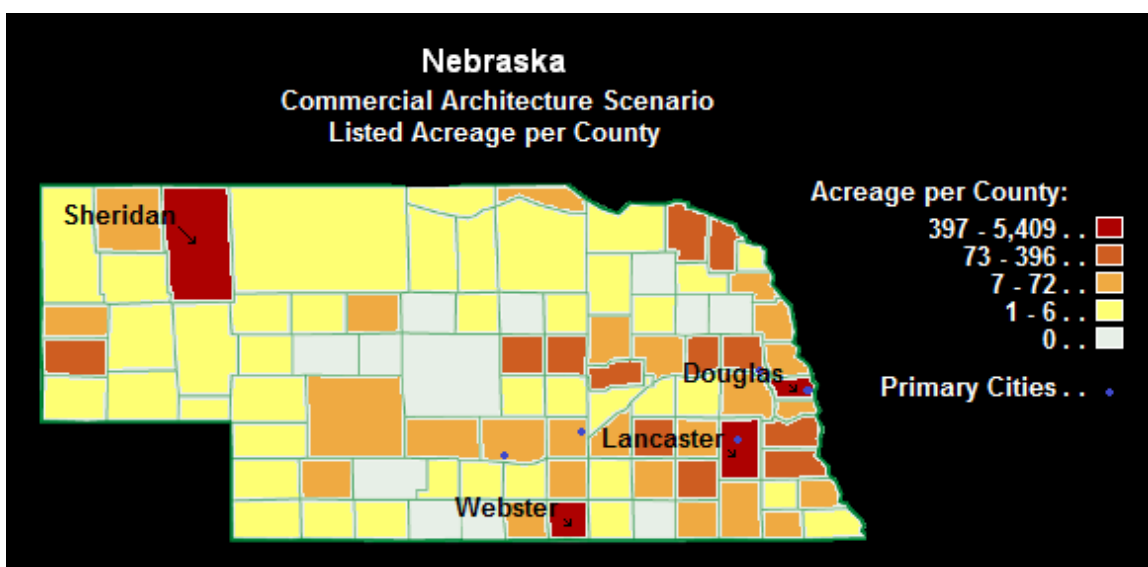 Nebraska
Commercial Architecture Scenario
Listed Acreage per County
Acreage per County:
397 - 5,409 . .
73 - 396 . .
7 - 72 . .
1 - 6 . .
0 . .
Primary Cities . .
Sheridan
Douglas
Lancaster
Webster